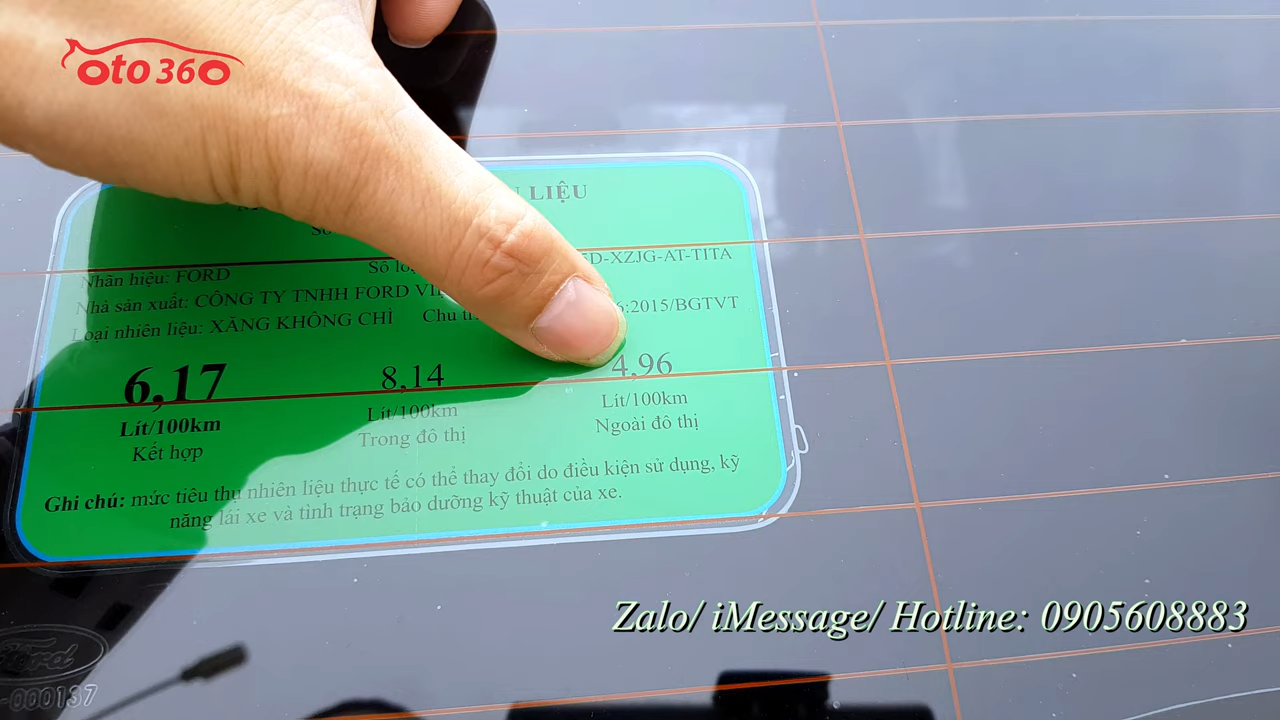 oto 360
LIỆU
Nhãn hiệu: FORD Số
ED-XZJG-AT-TITA
Nhà sản xuất: CÔNG TY TNHH FORD
Loại nhiên liệu: XĂNG KHÔNG CHÌ Chu
:2015/BGTVT
6,17 8,14 4,96
Lít/100km Lít/100km Lít/100km
Kết hợp Trong đô thị Ngoài đô thị
Ghi chú: mức tiêu thụ nhiên liệu thực tế có thể thay đổi do điều kiện sử dụng, kỹ
năng lái xe và tình trạng bảo dưỡng kỹ thuật của xe.
Zalo/ iMessage/ Hotline: 0905608883
Ford
-000137